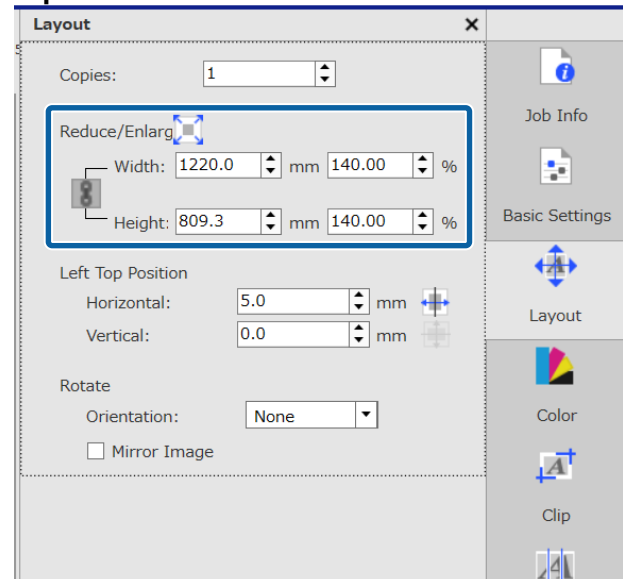 Layout
Copies: 1
Reduce/Enlarg
Width: 1220.0 mm 140.00 %
Height: 809.3 mm 140.00 %
Left Top Position
Horizontal: 5.0 mm
Vertical: 0.0 mm
Rotate
Orientation: None
Mirror Image
Job Info
Basic Settings
Layout
Color
Clip